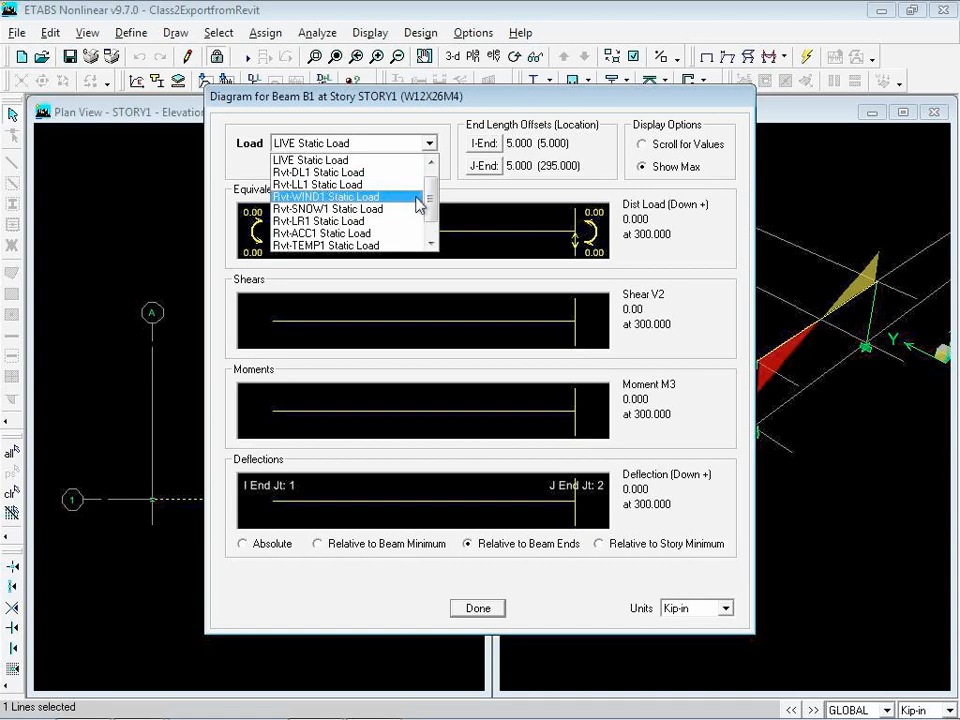 ETABS Nonlinear v9.7.0 - Class2ExportfromRevit
File Edit View Define Draw Select Assign Analyze Display Design Options Help
3-d
Plan View - STORY1 - Elevation
Diagram for Beam B1 at Story STORY1 (W12X26M4)
Load LIVE Static Load
LIVE Static Load
Rvt-DL1 Static Load
Rvt-LL1 Static Load
Rvt-WIND1 Static Load
Rvt-SNOW1 Static Load
Rvt-LR1 Static Load
Rvt-ACC1 Static Load
Rvt-TEMP1 Static Load
End Length Offsets (Location)
I-End: 5.000 (5.000)
J-End: 5.000 (295.000)
Display Options
Scroll for Values
Show Max
Equivale
0.00 0.00
0.00 0.00
Dist Load (Down +)
0.000
at 300.000
Shears
Shear V2
0.00
at 300.000
Moments
Moment M3
0.000
at 300.000
Deflections
I End Jt: 1 J End Jt: 2
Deflection (Down +)
0.000
at 300.000
Absolute Relative to Beam Minimum Relative to Beam Ends Relative to Story Minimum
Done
Units Kip-in
A
1
Y
all
ps
clr
1 Lines selected
<< >> GLOBAL Kip-in